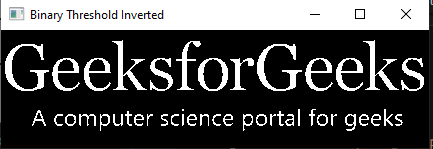 Binary Threshold Inverted
GeeksforGeeks
A computer science portal for geeks